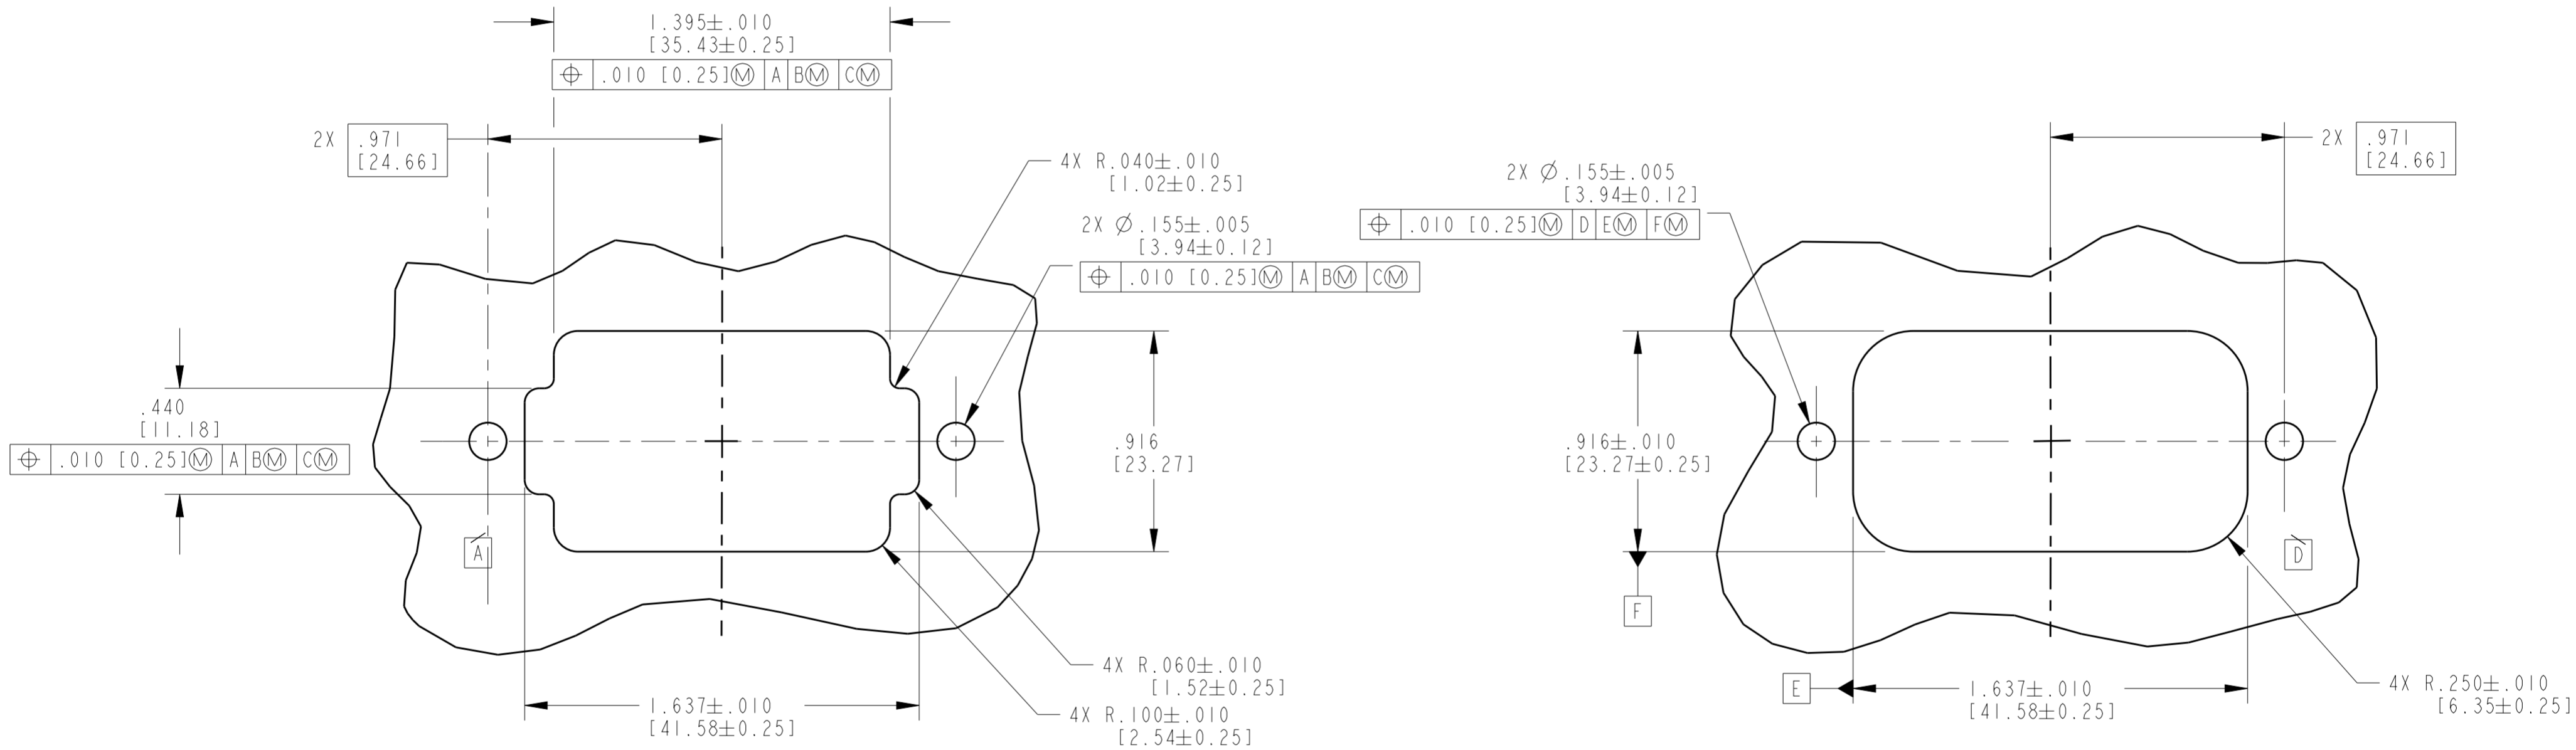 1.395±.010
[35.43±0.25]
⌖ .010 [0.25]Ⓜ A BⓂ CⓂ
2X .971
[24.66]
4X R.040±.010
[1.02±0.25]
2X Ø.155±.005
[3.94±0.12]
⌖ .010 [0.25]Ⓜ A BⓂ CⓂ
.440
[11.18]
⌖ .010 [0.25]Ⓜ A BⓂ CⓂ
.916
[23.27]
A
4X R.060±.010
[1.52±0.25]
4X R.100±.010
[2.54±0.25]
1.637±.010
[41.58±0.25]
2X .971
[24.66]
2X Ø.155±.005
[3.94±0.12]
⌖ .010 [0.25]Ⓜ D EⓂ FⓂ
.916±.010
[23.27±0.25]
D
F
E
1.637±.010
[41.58±0.25]
4X R.250±.010
[6.35±0.25]